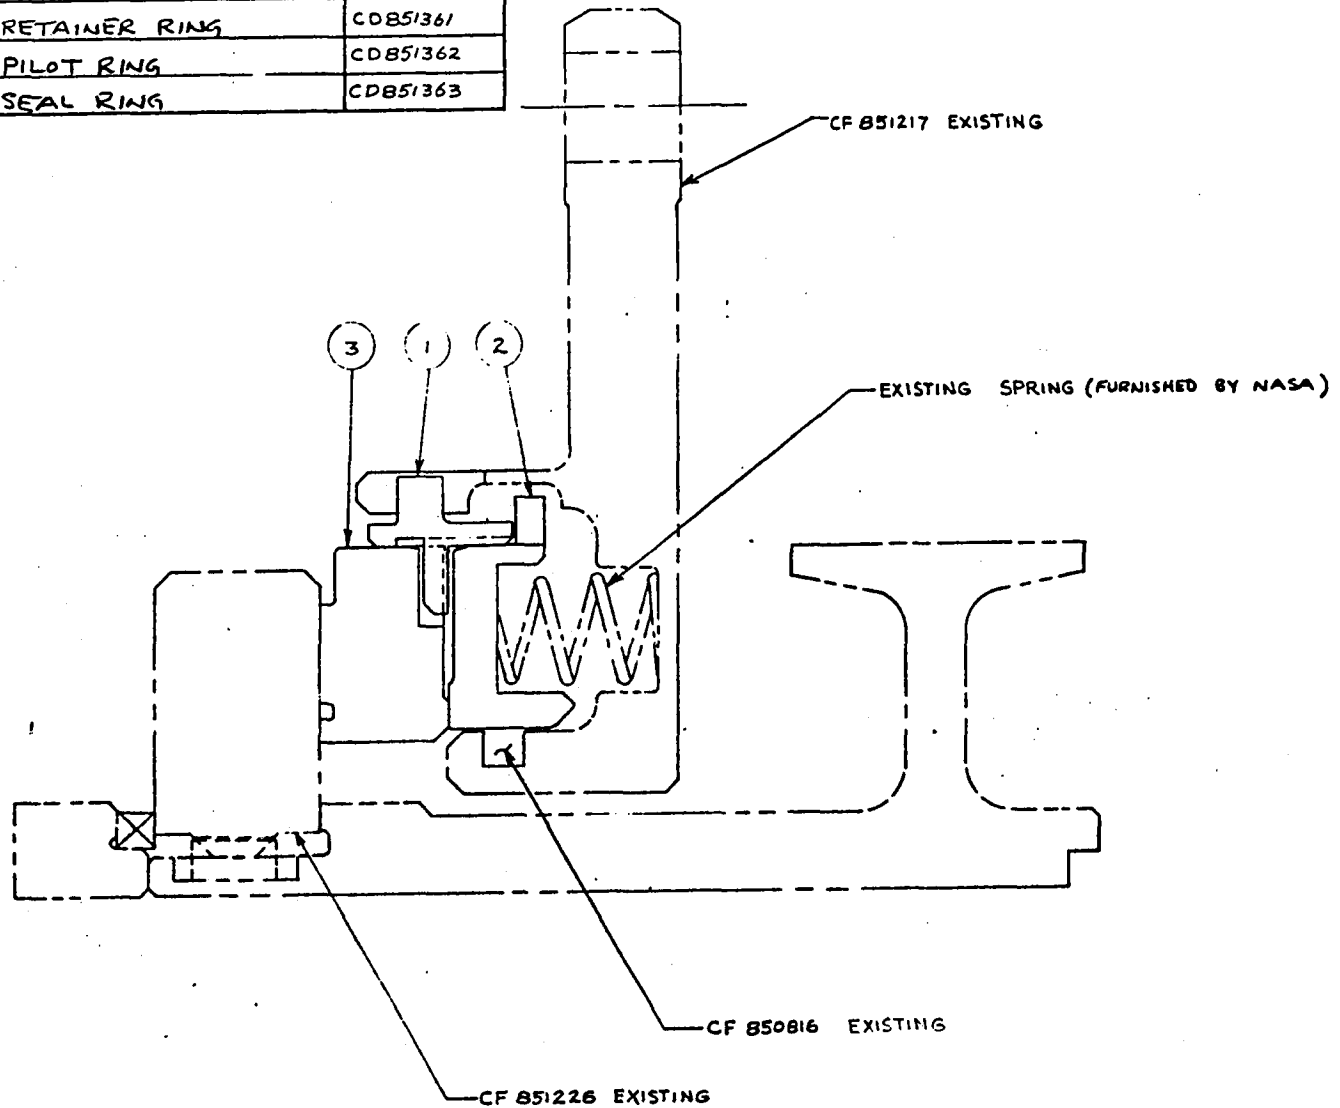 RETAINER RING CD851361
PILOT RING CD851362
SEAL RING CD851363
CF 851217 EXISTING
3 1 2
EXISTING SPRING (FURNISHED BY NASA)
CF 850816 EXISTING
CF 851226 EXISTING